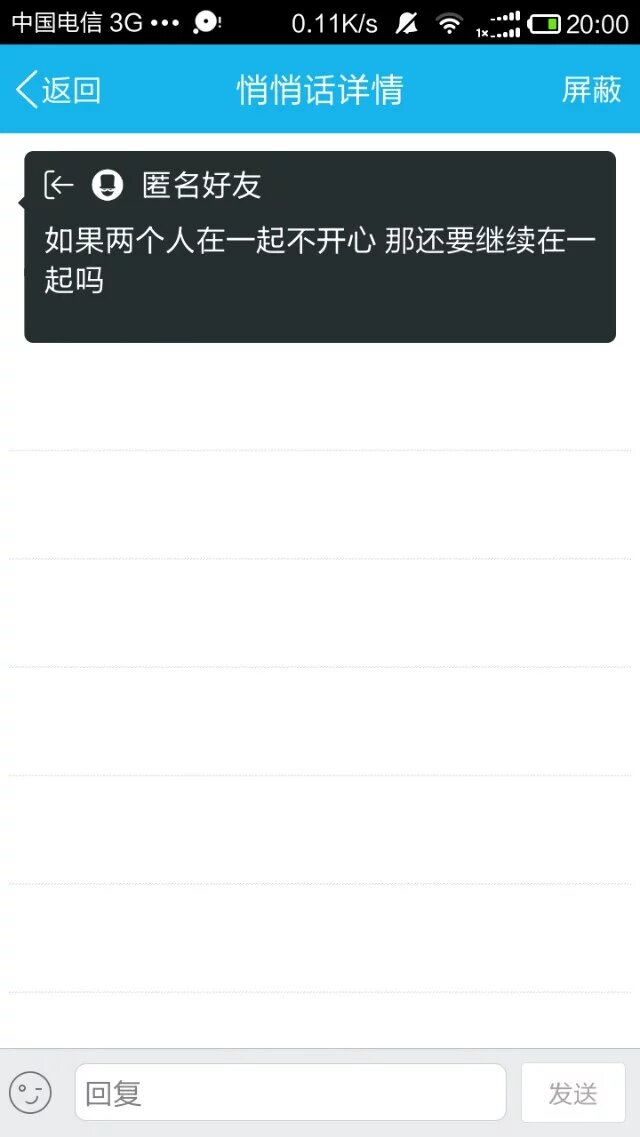 中国电信 3G ••• 0.11K/s 1x 20:00
返回 悄悄话详情 屏蔽
匿名好友
如果两个人在一起不开心 那还要继续在一
起吗
回复 发送